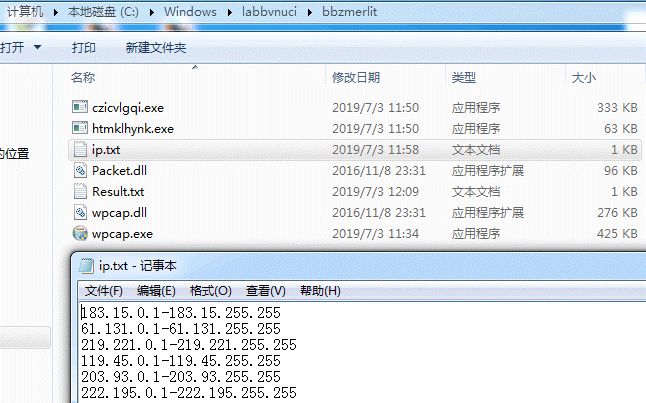 计算机 ▸ 本地磁盘 (C:) ▸ Windows ▸ labbvnuci ▸ bbzmerlit
打开 ▼ 打印 新建文件夹
名称 修改日期 类型 大小
czicvlgqi.exe 2019/7/3 11:50 应用程序 333 KB
htmklhynk.exe 2019/7/3 11:50 应用程序 63 KB
的位置
ip.txt 2019/7/3 11:58 文本文档 1 KB
Packet.dll 2016/11/8 23:31 应用程序扩展 96 KB
Result.txt 2019/7/3 12:09 文本文档 1 KB
wpcap.dll 2016/11/8 23:31 应用程序扩展 276 KB
wpcap.exe 2019/7/3 11:34 应用程序 425 KB
ip.txt - 记事本
文件(F) 编辑(E) 格式(O) 查看(V) 帮助(H)
183.15.0.1-183.15.255.255
61.131.0.1-61.131.255.255
219.221.0.1-219.221.255.255
119.45.0.1-119.45.255.255
203.93.0.1-203.93.255.255
222.195.0.1-222.195.255.255